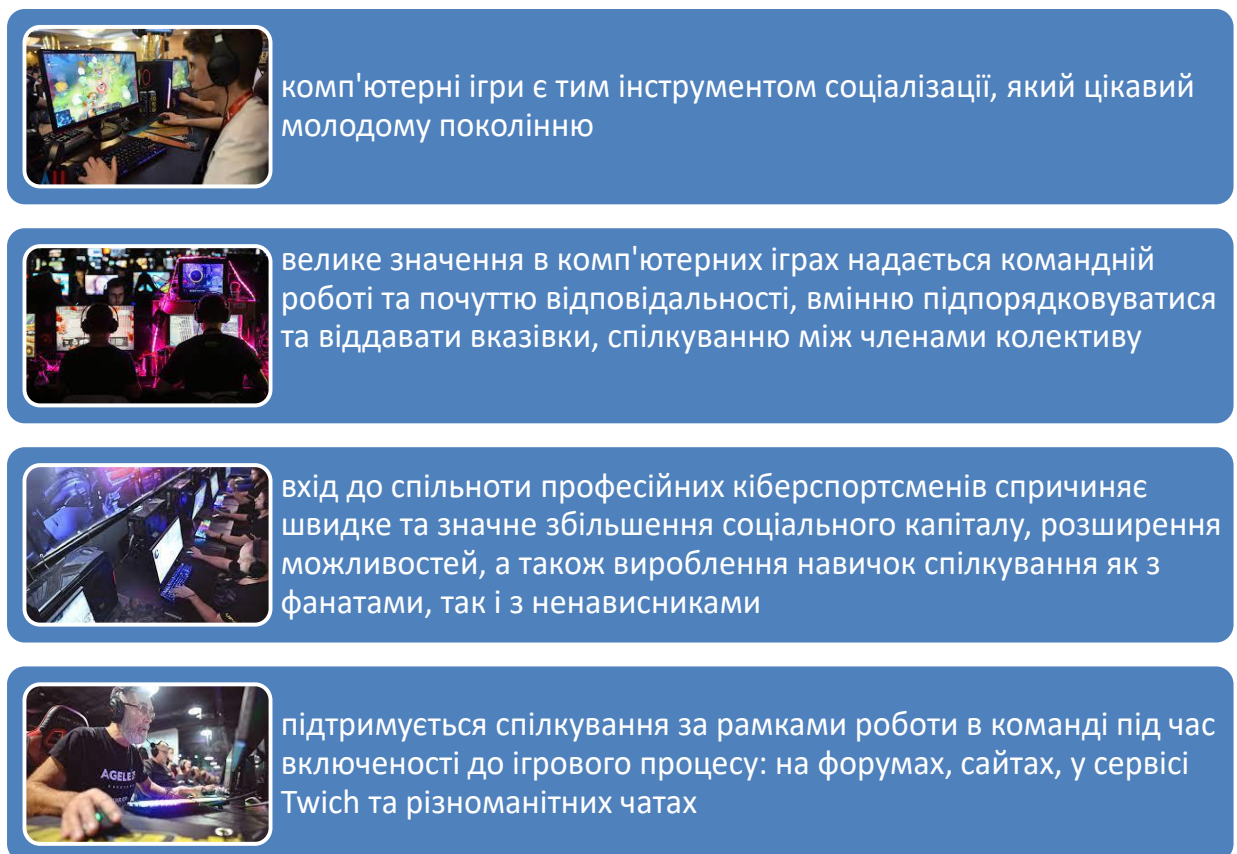 комп'ютерні ігри є тим інструментом соціалізації, який цікавий
молодому поколінню
велике значення в комп'ютерних іграх надається командній
роботі та почуттю відповідальності, вмінню підпорядковуватися
та віддавати вказівки, спілкуванню між членами колективу
вхід до спільноти професійних кіберспортсменів спричиняє
швидке та значне збільшення соціального капіталу, розширення
можливостей, а також вироблення навичок спілкування як з
фанатами, так і з ненависниками
підтримується спілкування за рамками роботи в команді під час
включеності до ігрового процесу: на форумах, сайтах, у сервісі
Twich та різноманітних чатах